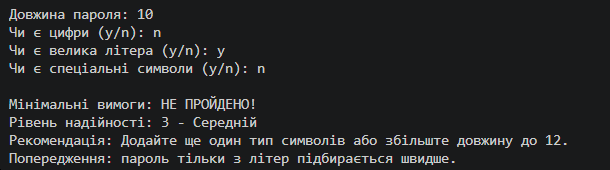 Довжина пароля: 10
Чи є цифри (y/n): n
Чи є велика літера (y/n): y
Чи є спеціальні символи (y/n): n
Мінімальні вимоги: НЕ ПРОЙДЕНО!
Рівень надійності: 3 - Середній
Рекомендація: Додайте ще один тип символів або збільште довжину до 12.
Попередження: пароль тільки з літер підбирається швидше.